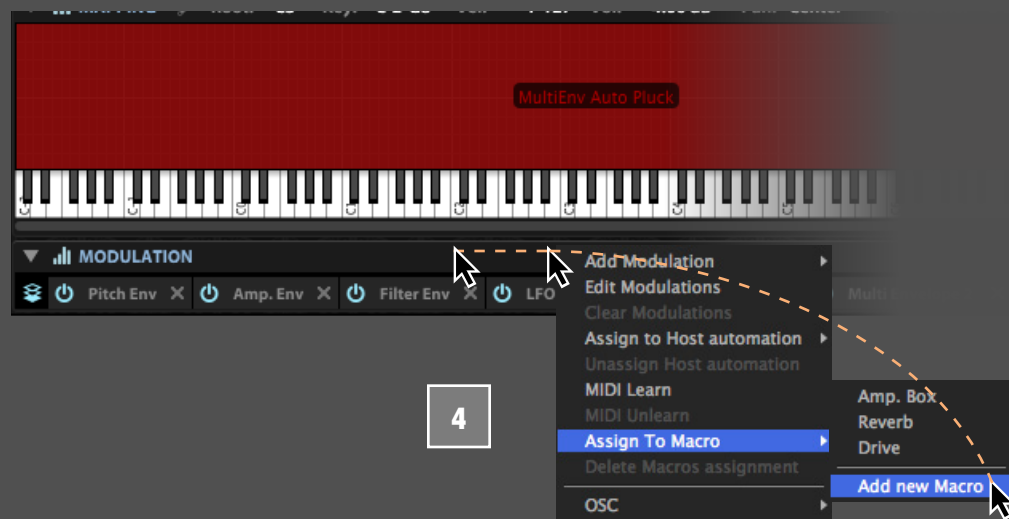 MultiEnv Auto Pluck
MODULATION
Pitch Env
Amp. Env
Filter Env
LFO
Add Modulation
Edit Modulations
Clear Modulations
Assign to Host automation
Unassign Host automation
MIDI Learn
MIDI Unlearn
Assign To Macro
Delete Macros assignment
OSC
Amp. Box
Reverb
Drive
Add new Macro
4